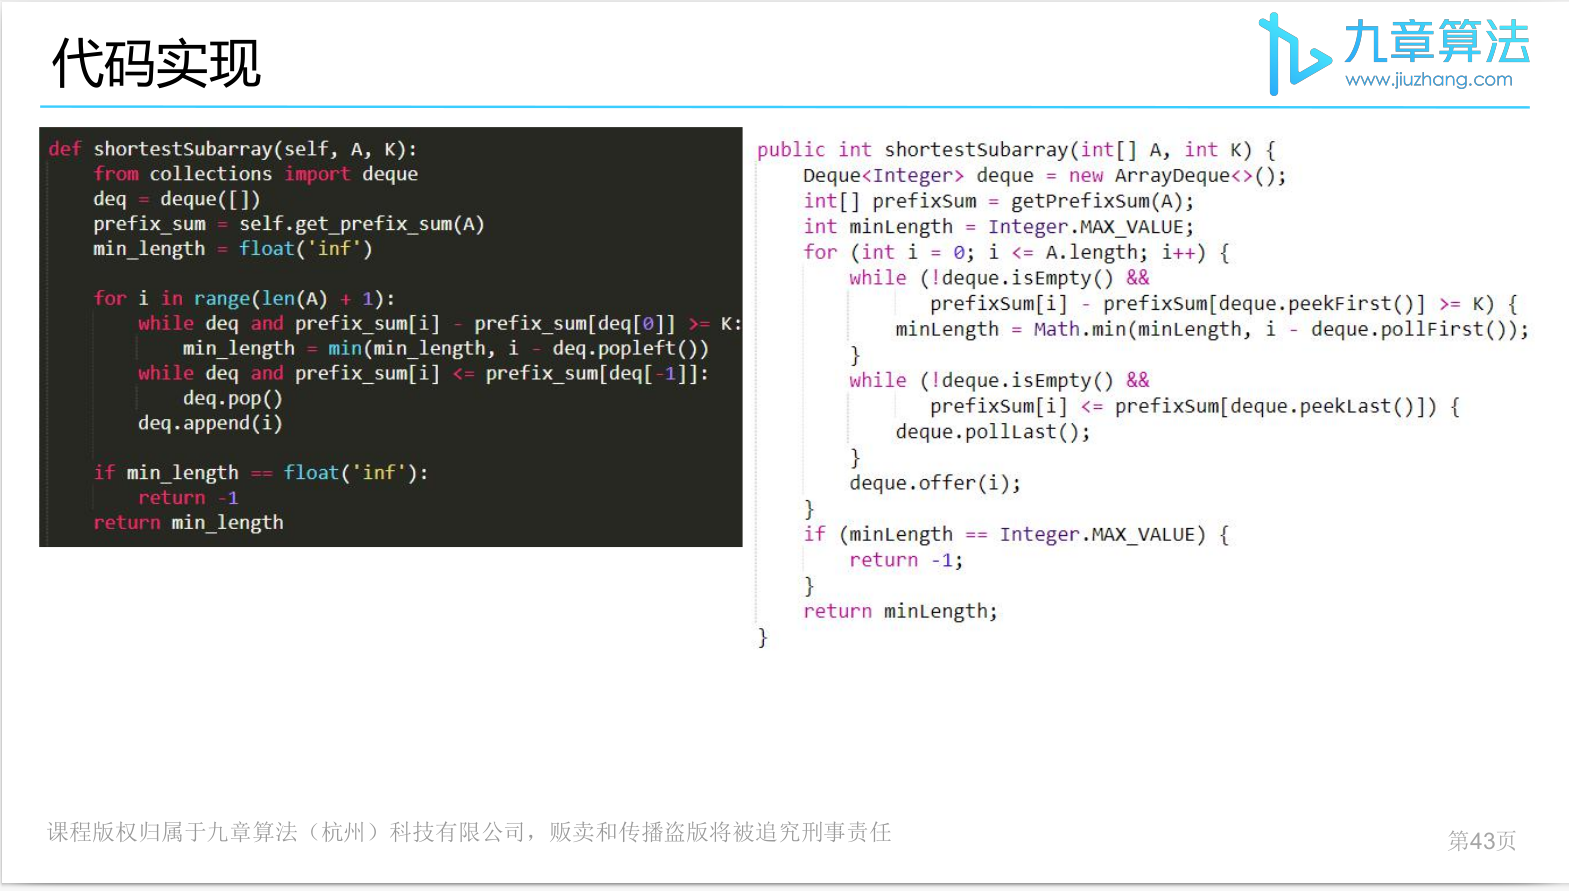 代码实现
九章算法
www.jiuzhang.com
def shortestSubarray(self, A, K):
    from collections import deque
    deq = deque([])
    prefix_sum = self.get_prefix_sum(A)
    min_length = float('inf')

    for i in range(len(A) + 1):
        while deq and prefix_sum[i] - prefix_sum[deq[0]] >= K:
            min_length = min(min_length, i - deq.popleft())
        while deq and prefix_sum[i] <= prefix_sum[deq[-1]]:
            deq.pop()
        deq.append(i)

    if min_length == float('inf'):
        return -1
    return min_length
public int shortestSubarray(int[] A, int K) {
    Deque<Integer> deque = new ArrayDeque<>();
    int[] prefixSum = getPrefixSum(A);
    int minLength = Integer.MAX_VALUE;
    for (int i = 0; i <= A.length; i++) {
        while (!deque.isEmpty() &&
               prefixSum[i] - prefixSum[deque.peekFirst()] >= K) {
            minLength = Math.min(minLength, i - deque.pollFirst());
        }
        while (!deque.isEmpty() &&
               prefixSum[i] <= prefixSum[deque.peekLast()]) {
            deque.pollLast();
        }
        deque.offer(i);
    }
    if (minLength == Integer.MAX_VALUE) {
        return -1;
    }
    return minLength;
}
课程版权归属于九章算法（杭州）科技有限公司，贩卖和传播盗版将被追究刑事责任
第43页